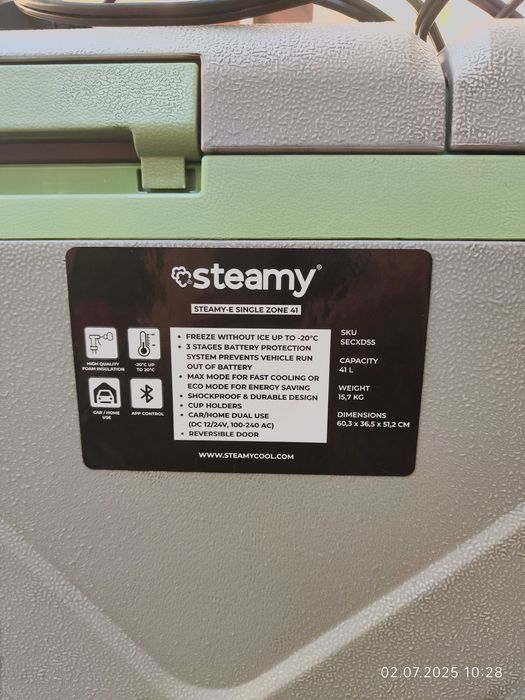 steamy®
STEAMY-E SINGLE ZONE 41
HIGH QUALITY
FOAM INSULATION
-20°C UP
TO 20°C
CAR / HOME
USE
APP CONTROL
• FREEZE WITHOUT ICE UP TO -20°C
• 3 STAGES BATTERY PROTECTION
SYSTEM PREVENTS VEHICLE RUN
OUT OF BATTERY
• MAX MODE FOR FAST COOLING OR
ECO MODE FOR ENERGY SAVING
• SHOCKPROOF & DURABLE DESIGN
• CUP HOLDERS
• CAR/HOME DUAL USE
(DC 12/24V, 100-240 AC)
• REVERSIBLE DOOR
SKU
SECXD55
CAPACITY
41 L
WEIGHT
15,7 KG
DIMENSIONS
60,3 x 36,5 x 51,2 CM
WWW.STEAMYCOOL.COM
02.07.2025 10:28